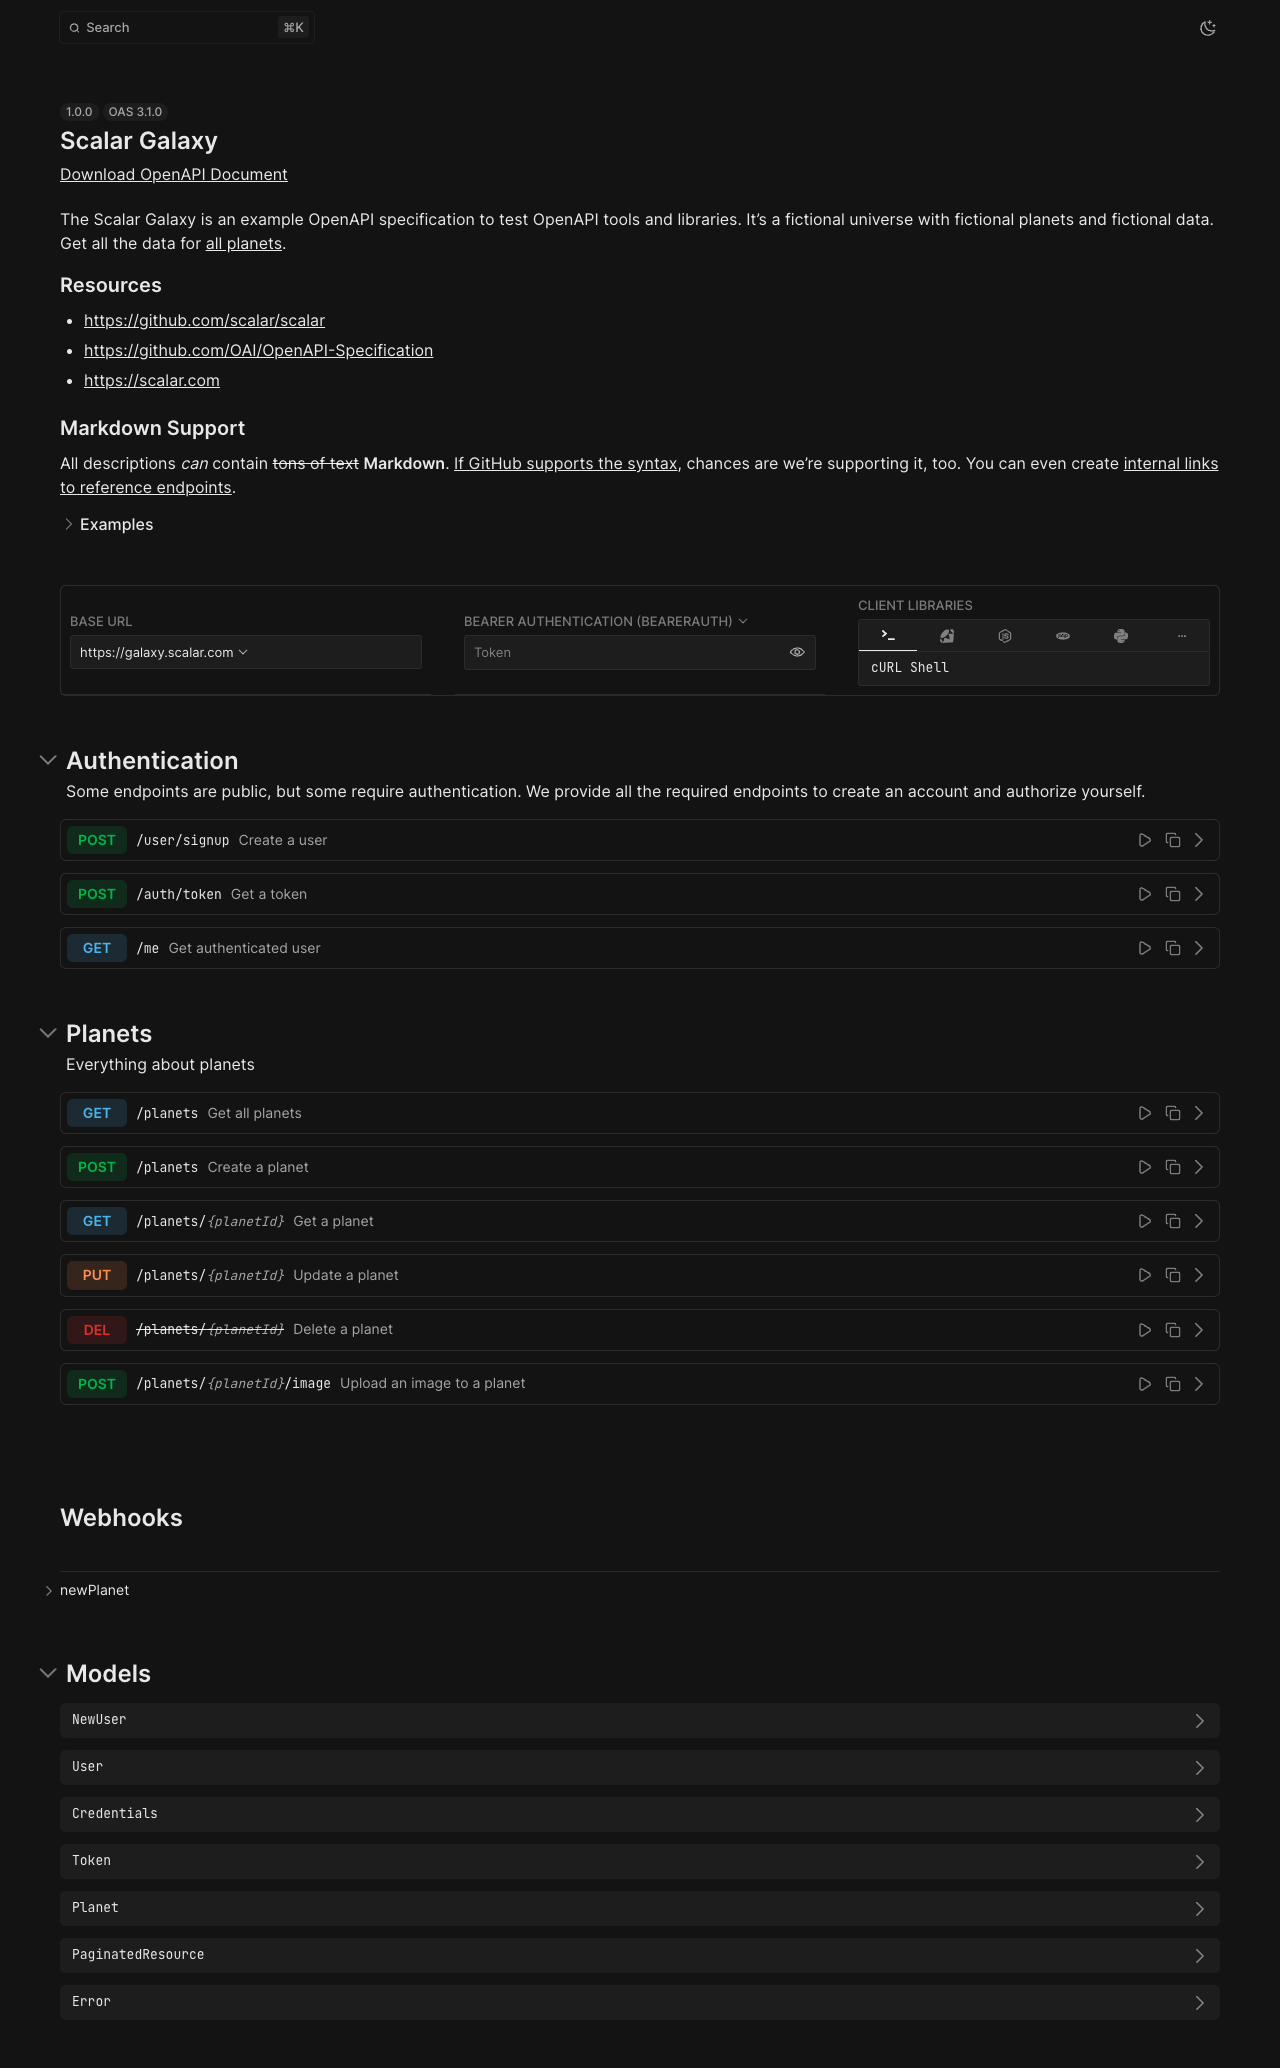 Search ⌘K
1.0.0 OAS 3.1.0
Scalar Galaxy
Download OpenAPI Document
The Scalar Galaxy is an example OpenAPI specification to test OpenAPI tools and libraries. It’s a fictional universe with fictional planets and fictional data.
Get all the data for all planets.
Resources
• https://github.com/scalar/scalar
• https://github.com/OAI/OpenAPI-Specification
• https://scalar.com
Markdown Support
All descriptions can contain tons of text Markdown. If GitHub supports the syntax, chances are we’re supporting it, too. You can even create internal links
to reference endpoints.
Examples
BASE URL
https://galaxy.scalar.com
BEARER AUTHENTICATION (BEARERAUTH)
Token
CLIENT LIBRARIES
cURL Shell
Authentication
Some endpoints are public, but some require authentication. We provide all the required endpoints to create an account and authorize yourself.
POST /user/signup Create a user
POST /auth/token Get a token
GET /me Get authenticated user
Planets
Everything about planets
GET /planets Get all planets
POST /planets Create a planet
GET /planets/{planetId} Get a planet
PUT /planets/{planetId} Update a planet
DEL /planets/{planetId} Delete a planet
POST /planets/{planetId}/image Upload an image to a planet
Webhooks
newPlanet
Models
NewUser
User
Credentials
Token
Planet
PaginatedResource
Error